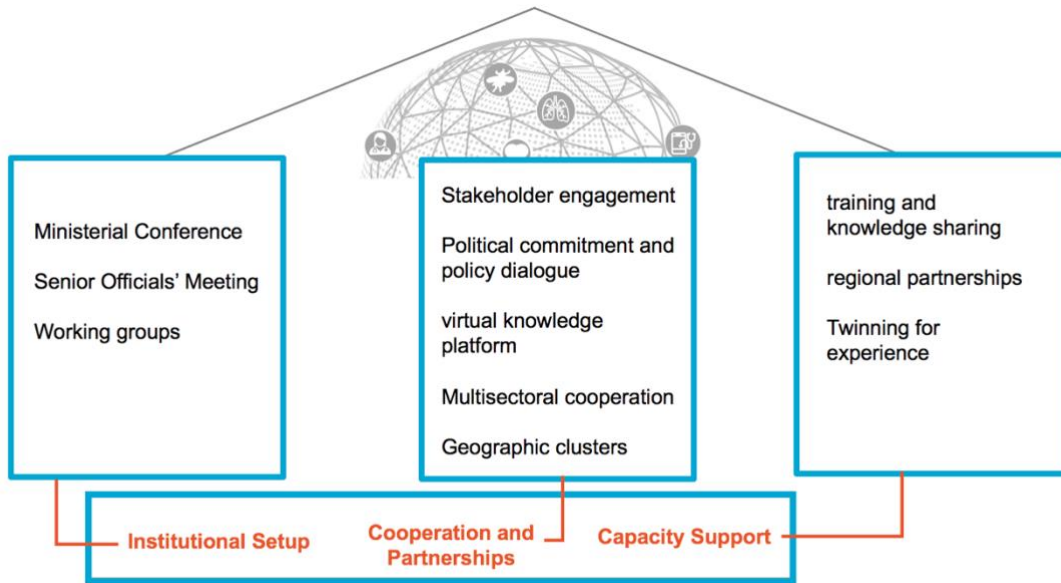 Ministerial Conference
Senior Officials’ Meeting
Working groups
Stakeholder engagement
Political commitment and
policy dialogue
virtual knowledge
platform
Multisectoral cooperation
Geographic clusters
training and
knowledge sharing
regional partnerships
Twinning for
experience
Institutional Setup
Cooperation and
Partnerships
Capacity Support